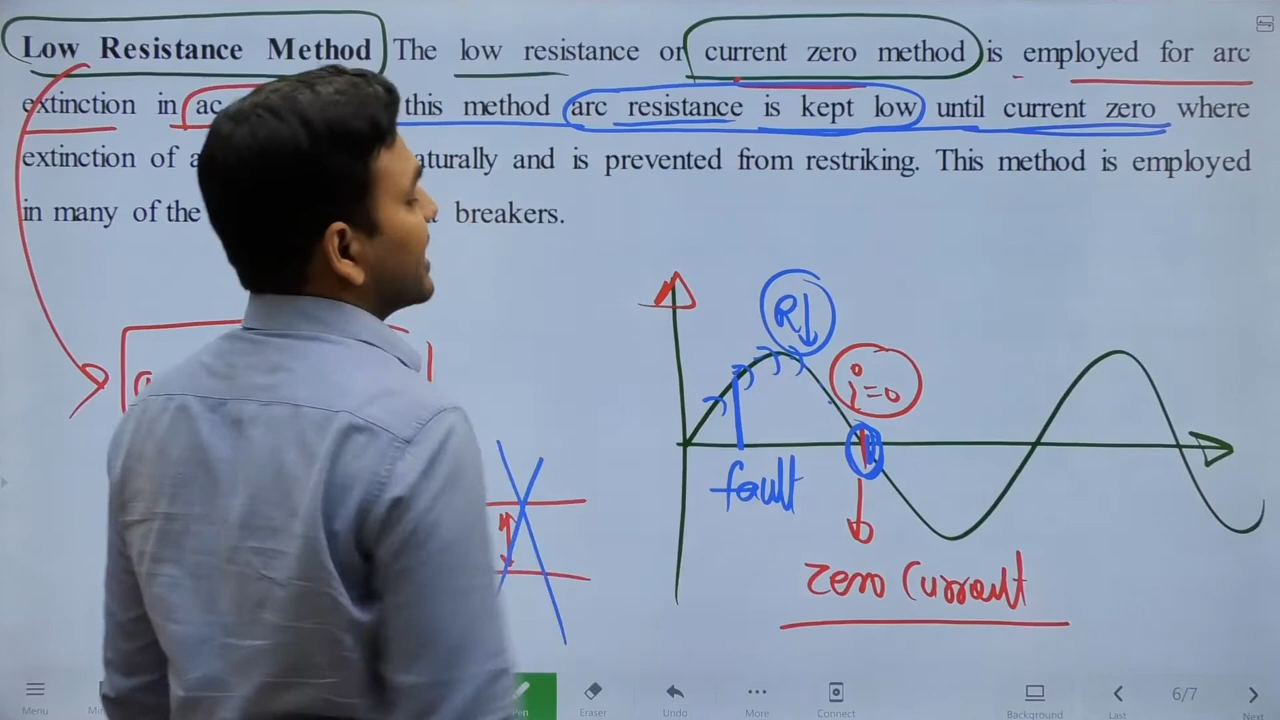 Low Resistance Method The low resistance or current zero method is employed for arc
extinction in ac this method arc resistance is kept low until current zero where
extinction of naturally and is prevented from restriking. This method is employed
in many of the breakers.
R↓
i=0
fault
zero Current
Menu Pen Eraser Undo More Connect Background Last 6/7 Next